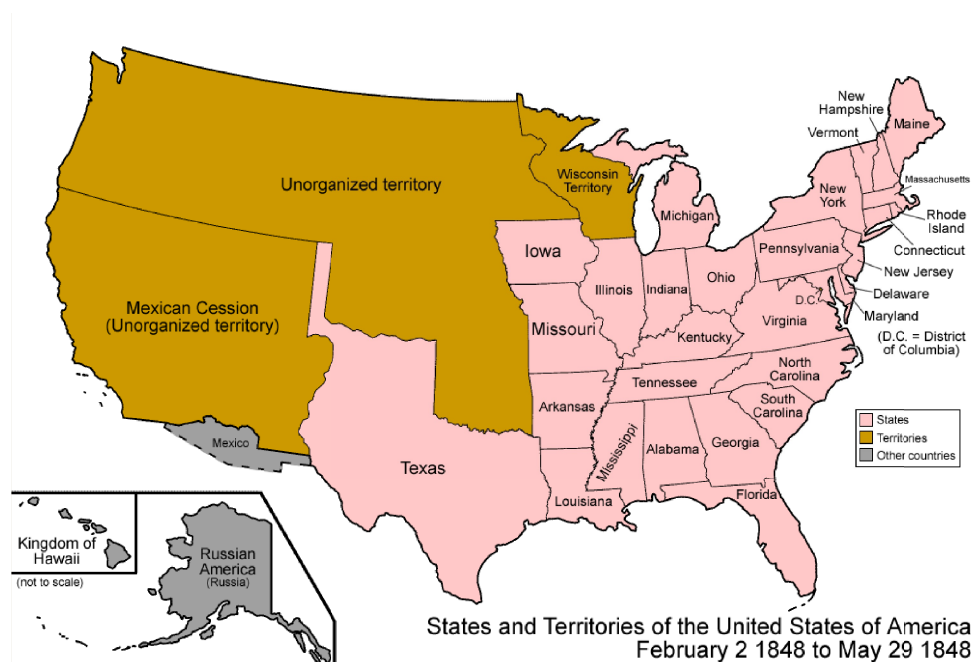 New
Hampshire
Vermont
Maine
Massachusetts
New
York
Rhode
Island
Connecticut
New Jersey
Delaware
Maryland
(D.C. = District
of Columbia)
Unorganized territory
Wisconsin
Territory
Michigan
Pennsylvania
Iowa
Ohio
Illinois
Indiana
D.C.
Mexican Cession
(Unorganized territory)
Missouri
Kentucky
Virginia
North
Carolina
Tennessee
South
Carolina
Arkansas
Mississippi
Alabama
Georgia
Mexico
Texas
Louisiana
Florida
States
Territories
Other countries
Kingdom of
Hawaii
(not to scale)
Russian
America
(Russia)
States and Territories of the United States of America
February 2 1848 to May 29 1848